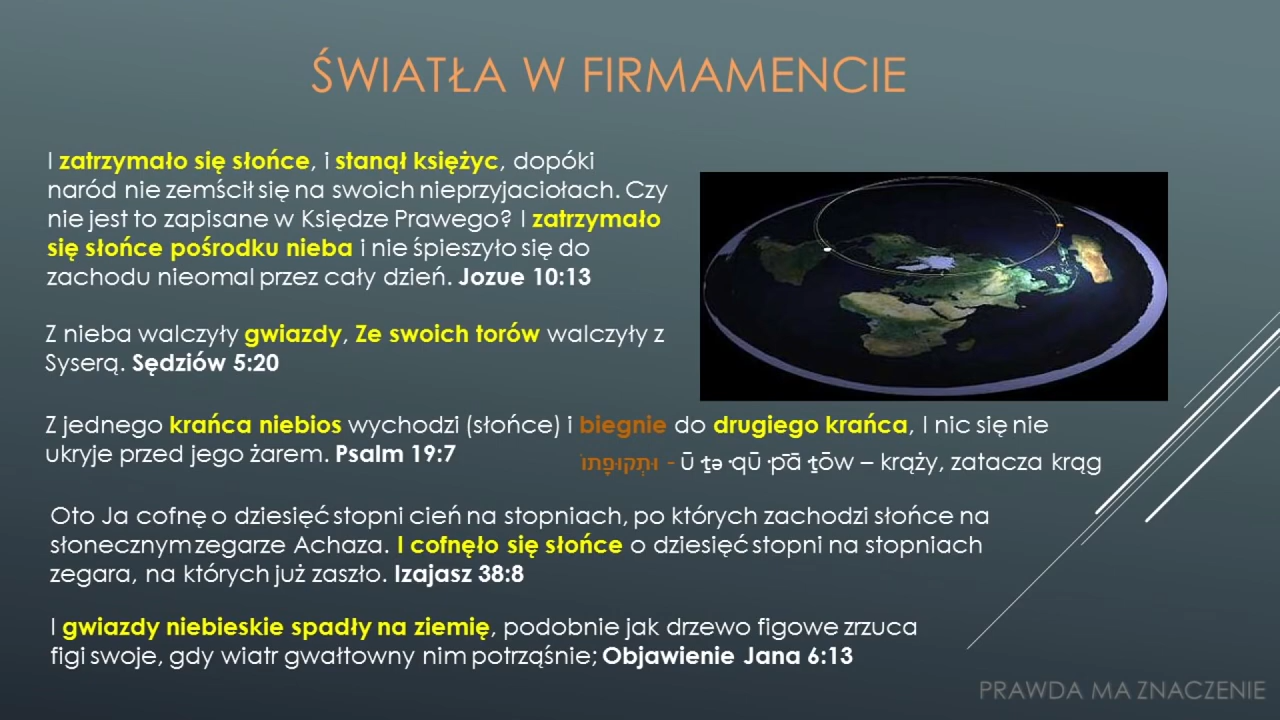 ŚWIATŁA W FIRMAMENCIE
I zatrzymało się słońce, i stanął księżyc, dopóki
naród nie zemścił się na swoich nieprzyjaciołach. Czy
nie jest to zapisane w Księdze Prawego? I zatrzymało
się słońce pośrodku nieba i nie śpieszyło się do
zachodu nieomal przez cały dzień. Jozue 10:13
Z nieba walczyły gwiazdy, Ze swoich torów walczyły z
Syserą. Sędziów 5:20
Z jednego krańca niebios wychodzi (słońce) i biegnie do drugiego krańca, I nic się nie
ukryje przed jego żarem. Psalm 19:7
וּתְקוּפָתוֹ - ū ṯə·qū·p̄ā·ṯōw – krąży, zatacza krąg
Oto Ja cofnę o dziesięć stopni cień na stopniach, po których zachodzi słońce na
słonecznym zegarze Achaza. I cofnęło się słońce o dziesięć stopni na stopniach
zegara, na których już zaszło. Izajasz 38:8
I gwiazdy niebieskie spadły na ziemię, podobnie jak drzewo figowe zrzuca
figi swoje, gdy wiatr gwałtowny nim potrząśnie; Objawienie Jana 6:13
PRAWDA MA ZNACZENIE